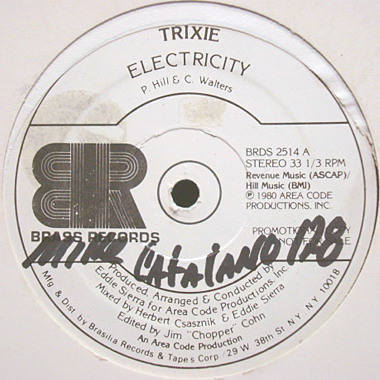 TRIXIE
ELECTRICITY
P. Hill & C. Walters
BRDS 2514 A
STEREO 33 1/3 RPM
Revenue Music (ASCAP)/
Hill Music (BMI)
℗ 1980 AREA CODE
PRODUCTIONS, INC.
PROMOTIONAL
NOT FOR
BRASS RECORDS
MIKE CATAlANO 128
Produced, Arranged & Conducted by
Eddie Sierra for Area Code Productions, Inc.
Mixed by Herbert Csasznik & Eddie Sierra
Edited by Jim "Chopper" Cohn
An Area Code Production
Mfg & Dist. by Brasilia Records & Tapes Corp / 29 W 38th St NY, NY 10018